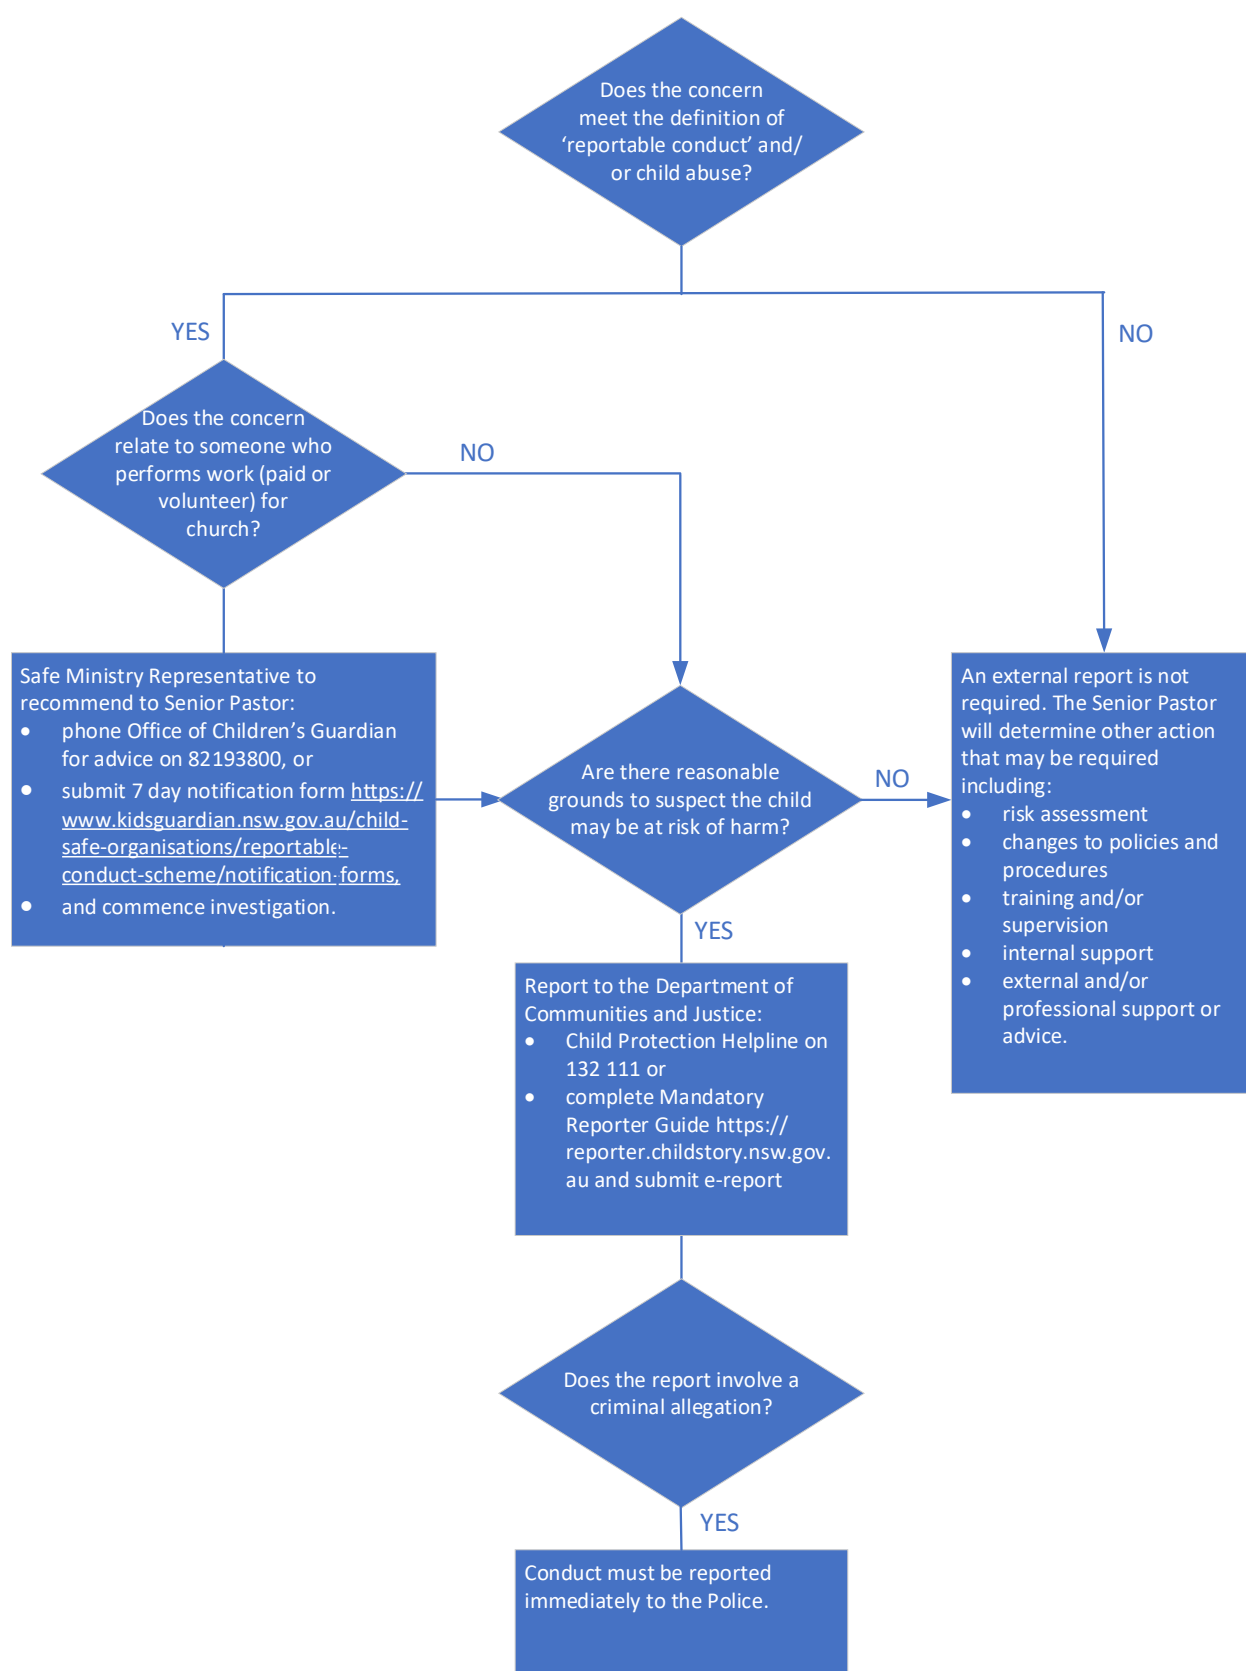 Does the concern
meet the definition of
‘reportable conduct’ and/
or child abuse?
YES
NO
Does the concern
relate to someone who
performs work (paid or
volunteer) for
church?
NO
Safe Ministry Representative to
recommend to Senior Pastor:
• phone Office of Children’s Guardian
for advice on 82193800, or
• submit 7 day notification form https://
www.kidsguardian.nsw.gov.au/child-
safe-organisations/reportable-
conduct-scheme/notification-forms,
• and commence investigation.
Are there reasonable
grounds to suspect the child
may be at risk of harm?
NO
An external report is not
required. The Senior Pastor
will determine other action
that may be required
including:
• risk assessment
• changes to policies and
procedures
• training and/or
supervision
• internal support
• external and/or
professional support or
advice.
YES
Report to the Department of
Communities and Justice:
• Child Protection Helpline on
132 111 or
• complete Mandatory
Reporter Guide https://
reporter.childstory.nsw.gov.
au and submit e-report
Does the report involve a
criminal allegation?
YES
Conduct must be reported
immediately to the Police.